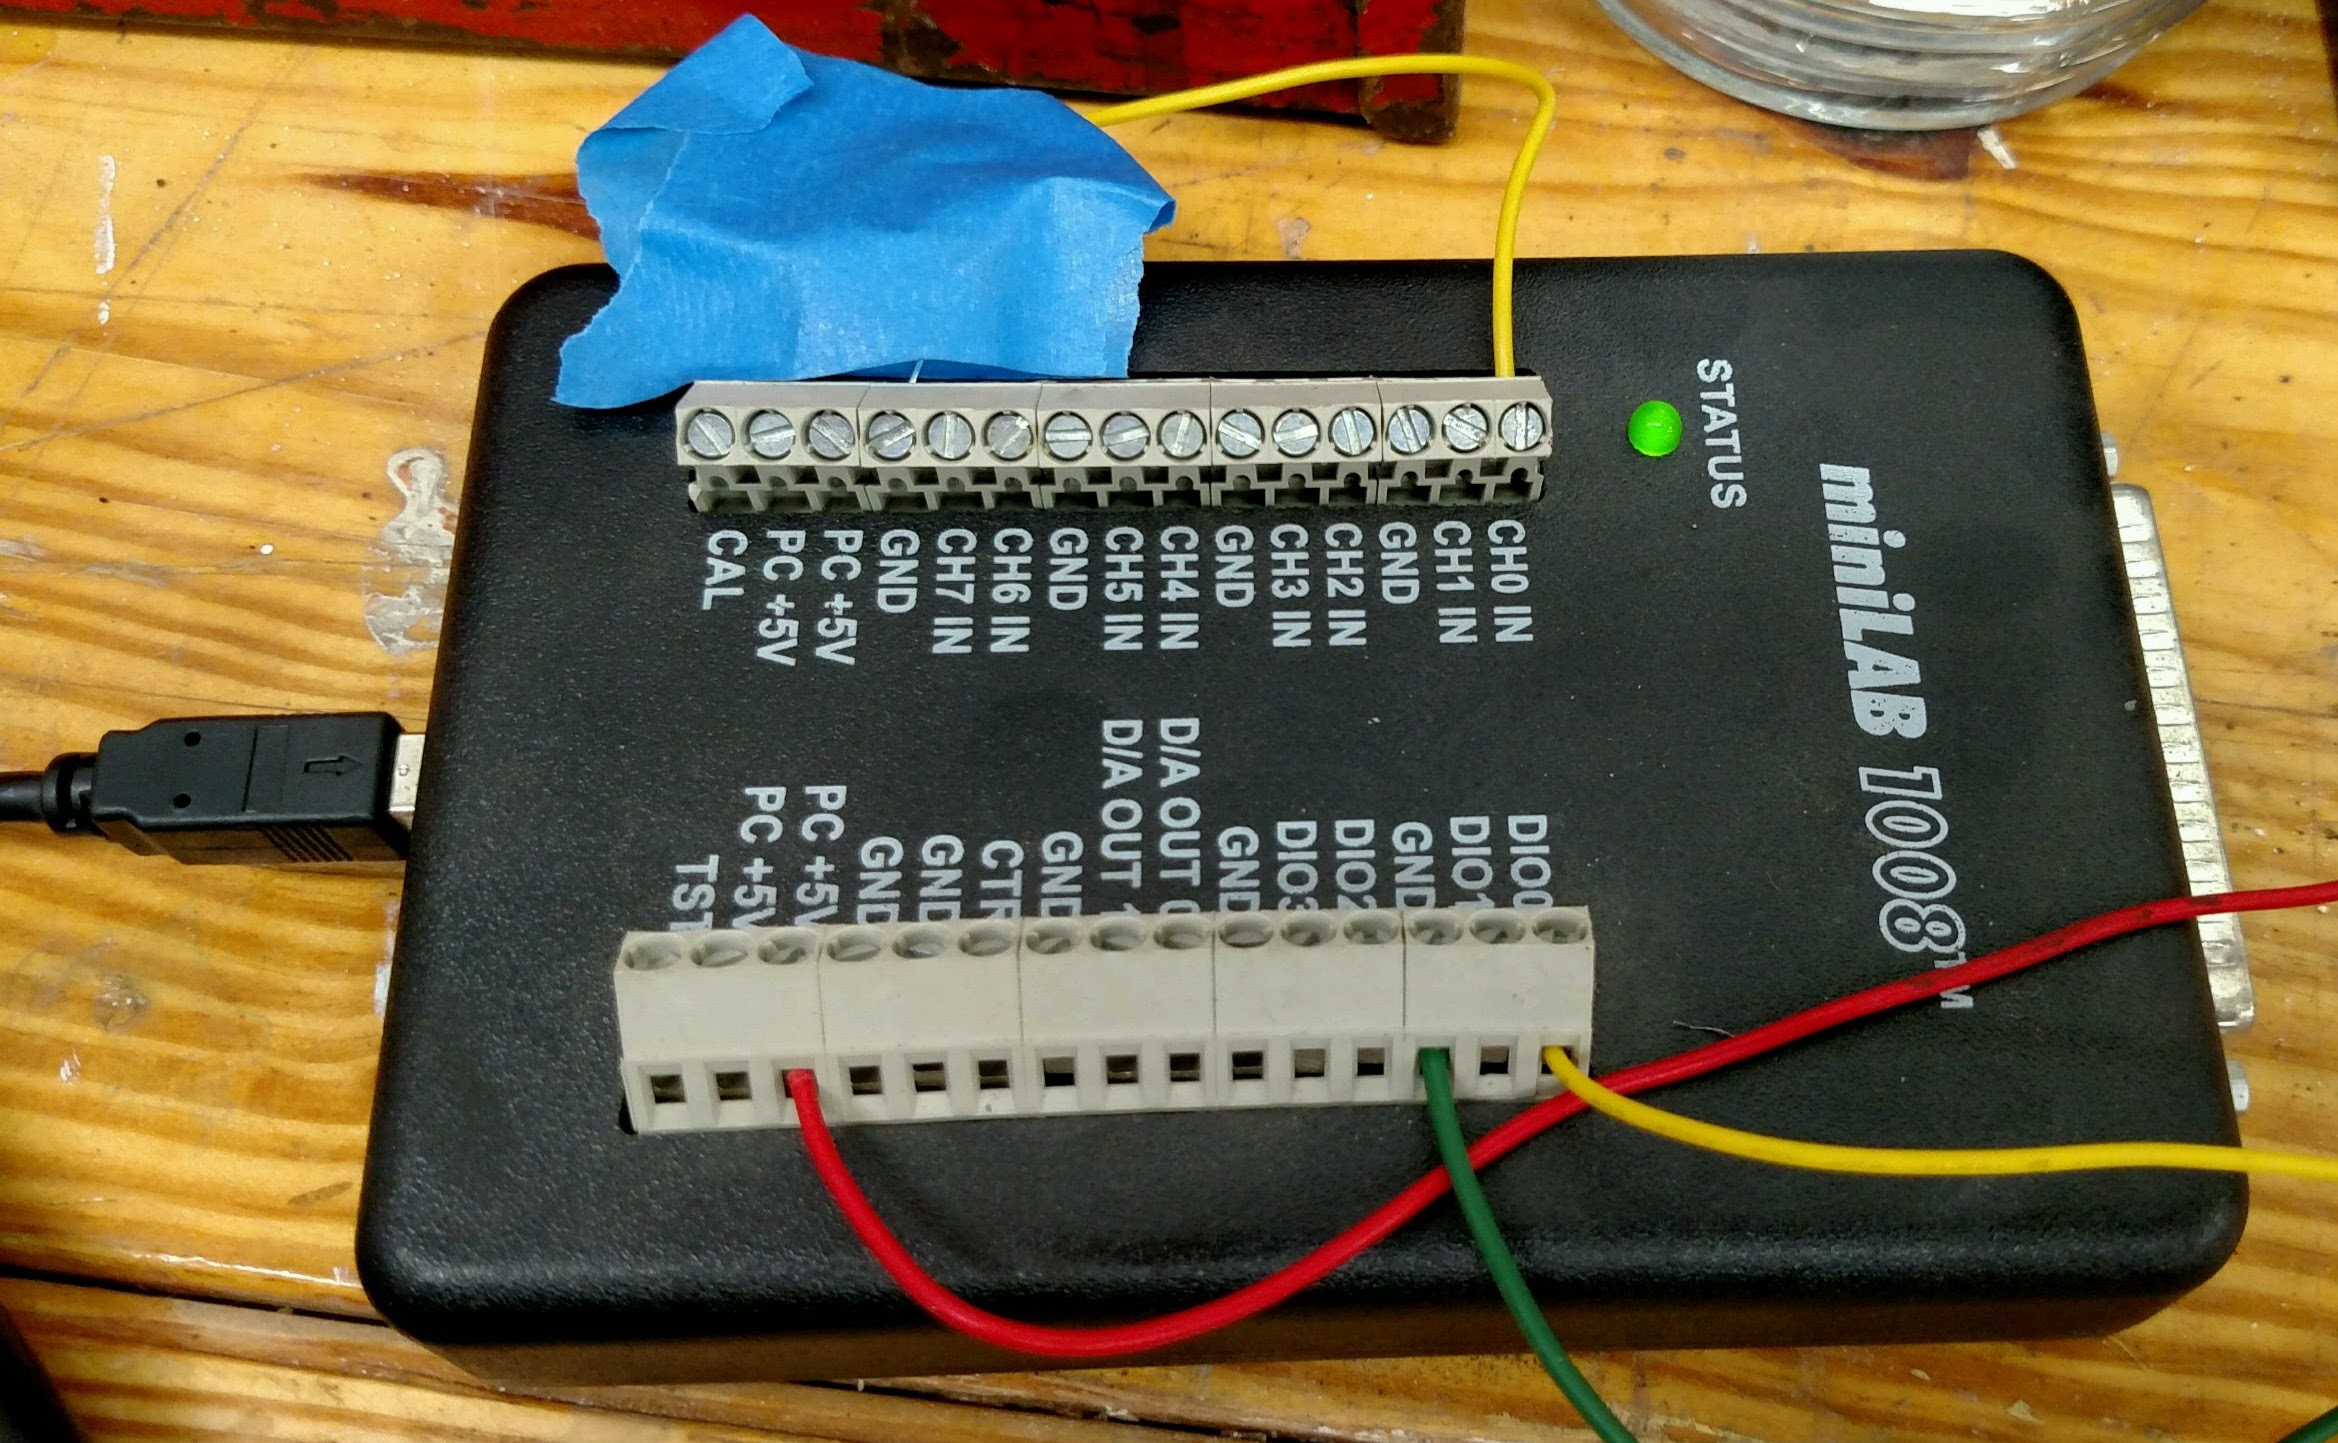 STATUS
miniLAB 1008™
CAL
PC +5V
PC +5V
GND
CH7 IN
CH6 IN
GND
CH5 IN
CH4 IN
GND
CH3 IN
CH2 IN
GND
CH1 IN
CH0 IN
TST
PC +5V
PC +5V
GND
GND
CTR
GND
D/A OUT 1
D/A OUT 0
GND
DIO3
DIO2
GND
DIO1
DIO0